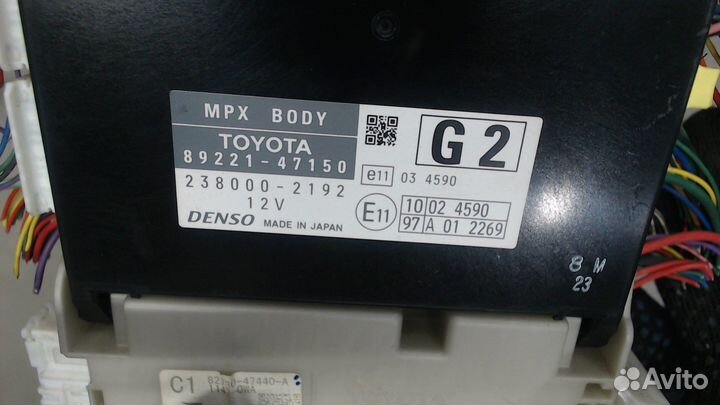 MPX BODY
TOYOTA
89221-47150
G2
238000-2192
12V
DENSO MADE IN JAPAN
e11 03 4590
E11
10 02 4590
97 A 01 2269
8 M
23
C1
Avito